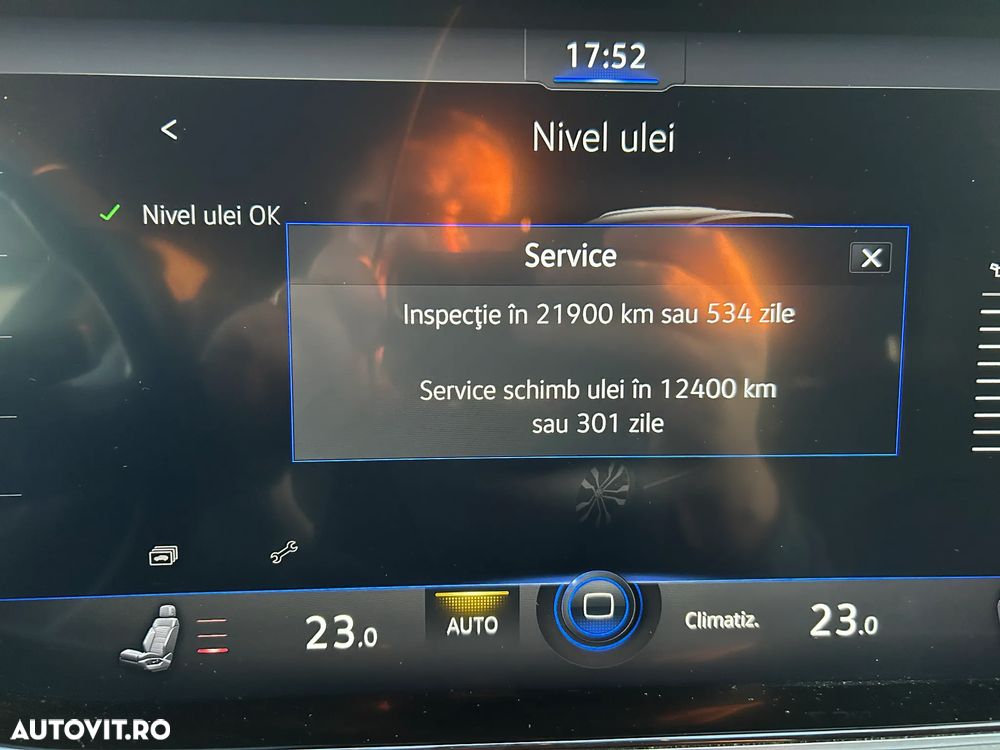 17:52
<
Nivel ulei
Nivel ulei OK
Service
X
Inspecţie în 21900 km sau 534 zile
Service schimb ulei în 12400 km
sau 301 zile
23.0
AUTO
Climatiz.
23.0
AUTOVIT.RO